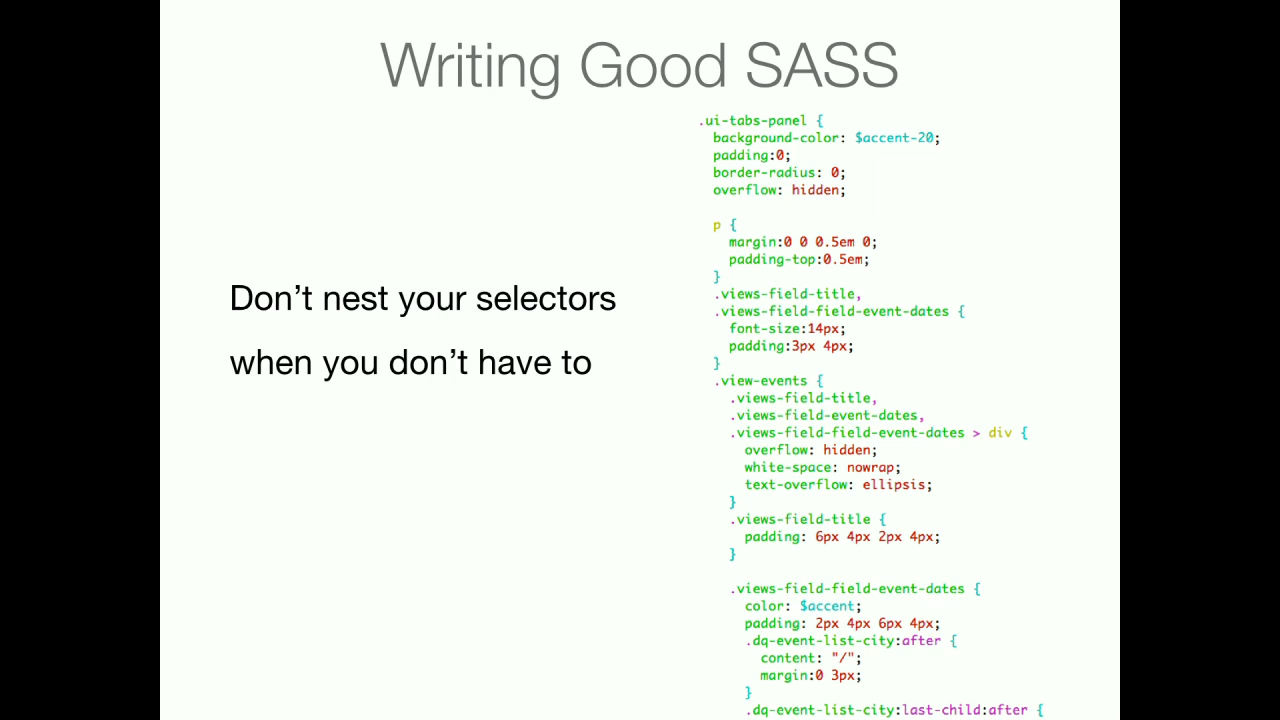 Writing Good SASS
Don’t nest your selectors
when you don’t have to
.ui-tabs-panel {
  background-color: $accent-20;
  padding:0;
  border-radius: 0;
  overflow: hidden;

  p {
    margin:0 0 0.5em 0;
    padding-top:0.5em;
  }
  .views-field-title,
  .views-field-field-event-dates {
    font-size:14px;
    padding:3px 4px;
  }
  .view-events {
    .views-field-title,
    .views-field-event-dates,
    .views-field-field-event-dates > div {
      overflow: hidden;
      white-space: nowrap;
      text-overflow: ellipsis;
    }
    .views-field-title {
      padding: 6px 4px 2px 4px;
    }

    .views-field-field-event-dates {
      color: $accent;
      padding: 2px 4px 6px 4px;
      .dq-event-list-city:after {
        content: "/";
        margin:0 3px;
      }
      .dq-event-list-city:last-child:after {